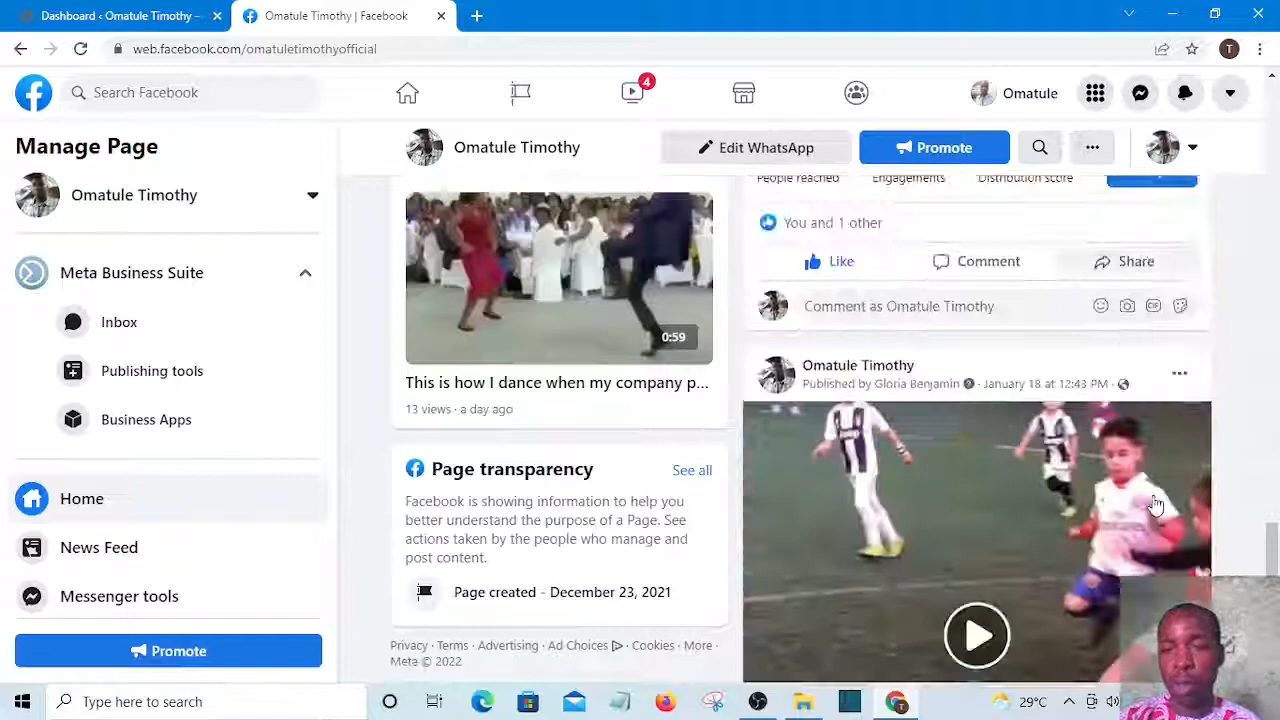 Dashboard ‹ Omatule Timothy —
Omatule Timothy | Facebook
web.facebook.com/omatuletimothyofficial
T
Search Facebook
4
Omatule
Manage Page
Omatule Timothy
Edit WhatsApp
Promote
Omatule Timothy
Meta Business Suite
Inbox
Publishing tools
Business Apps
Home
News Feed
Messenger tools
Promote
0:59
This is how I dance when my company p...
13 views · a day ago
Page transparency
See all
Facebook is showing information to help you
better understand the purpose of a Page. See
actions taken by the people who manage and
post content.
Page created - December 23, 2021
Privacy · Terms · Advertising · Ad Choices · Cookies · More ·
Meta © 2022
People reached
Engagements
Distribution score
You and 1 other
Like
Comment
Share
Comment as Omatule Timothy
GIF
Omatule Timothy
Published by Gloria Benjamin · January 18 at 12:43 PM ·
Type here to search
T
29°C